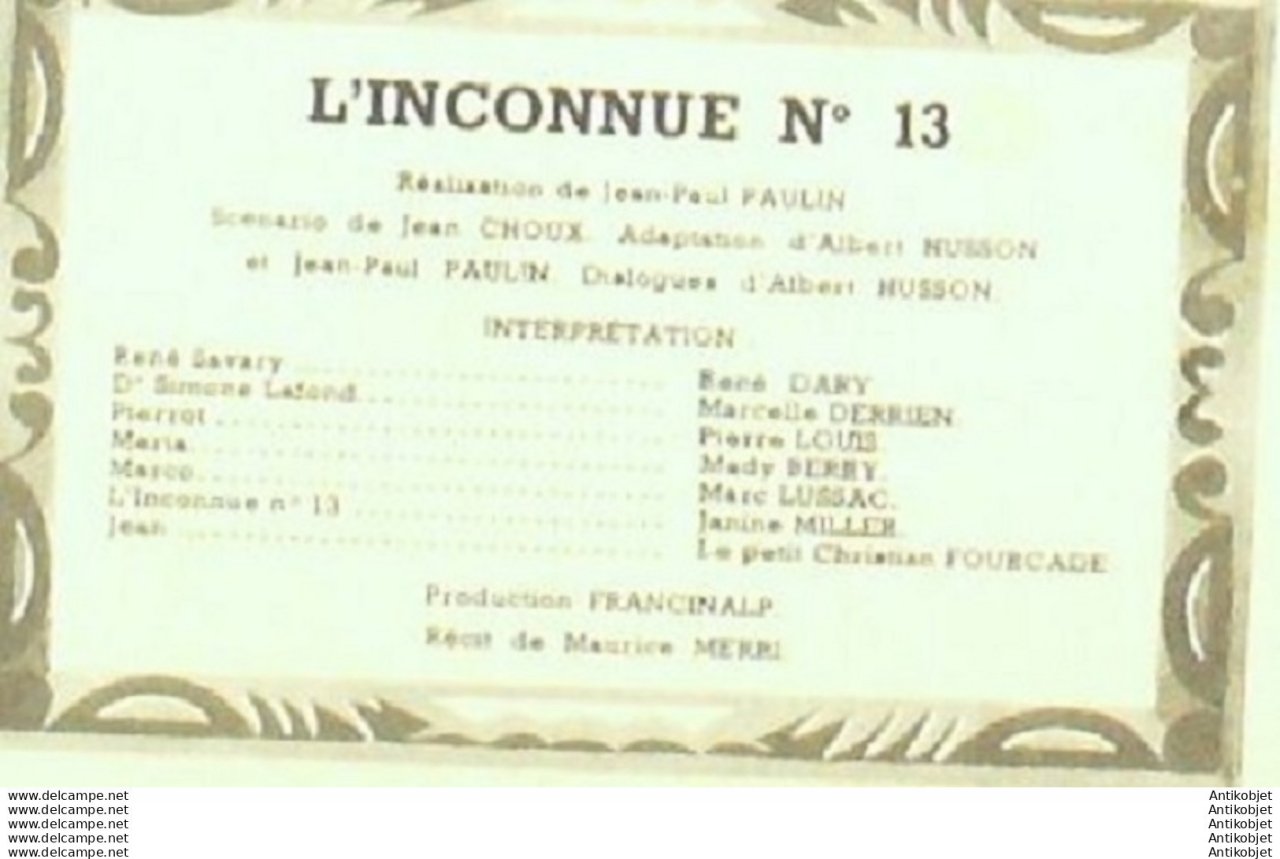 L'INCONNUE N° 13
Réalisation de Jean-Paul PAULIN
Scenario de Jean CHOUX. Adaptation d'Albert HUSSON
et Jean-Paul PAULIN. Dialogues d'Albert HUSSON.
INTERPRÉTATION
René Savary ........................ René DARY
Dr Simone Lafond........................ Marcelle DERRIEN.
Pierrot ........................ Pierre LOUIS.
Maria........................ Mady BERRY.
Marco........................ Marc LUSSAC.
L'Inconnue n° 13 ........................ Janine MILLER.
Jean ........................ Le petit Christian FOURCADE
Production FRANCINALP.
Récit de Maurice MERRI.
www.delcampe.net Antikobjet
www.delcampe.net Antikobjet
www.delcampe.net Antikobjet
www.delcampe.net Antikobjet
www.delcampe.net Antikobjet